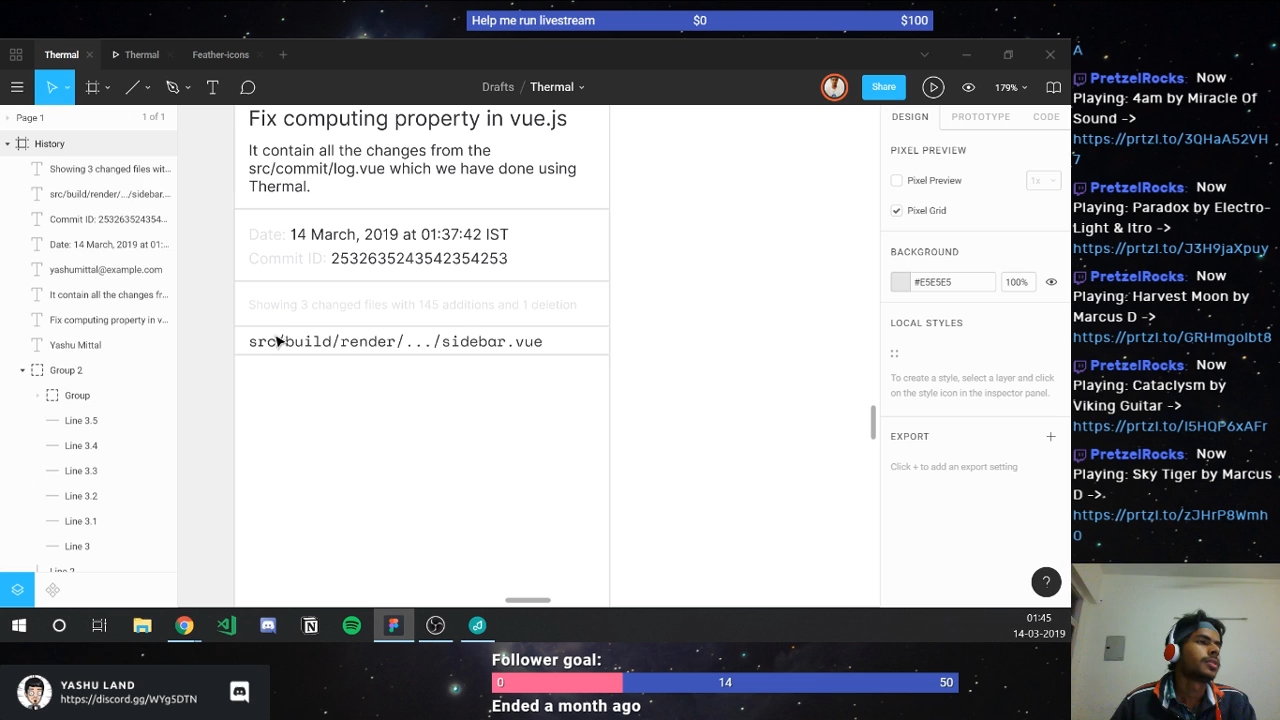 Help me run livestream $0 $100
Thermal
Thermal
Feather-icons
Drafts / Thermal
Share
179%
Page 1
1 of 1
History
Showing 3 changed files wit...
src/build/render/.../sidebar...
Commit ID: 253263524354...
Date: 14 March, 2019 at 01:...
yashumittal@example.com
It contain all the changes fr...
Fix computing property in v...
Yashu Mittal
Group 2
Group
Line 3.5
Line 3.4
Line 3.3
Line 3.2
Line 3.1
Line 3
Line 2
Fix computing property in vue.js
It contain all the changes from the
src/commit/log.vue which we have done using
Thermal.
Date: 14 March, 2019 at 01:37:42 IST
Commit ID: 2532635243542354253
Showing 3 changed files with 145 additions and 1 deletion
src/build/render/.../sidebar.vue
DESIGN
PROTOTYPE
CODE
PIXEL PREVIEW
Pixel Preview
1x
Pixel Grid
BACKGROUND
#E5E5E5
100%
LOCAL STYLES
To create a style, select a layer and click
on the style icon in the inspector panel.
EXPORT
Click + to add an export setting
?
01:45
14-03-2019
A
PretzelRocks: Now
Playing: 4am by Miracle Of
Sound ->
https://prtzl.to/3QHaA52VH
7
PretzelRocks: Now
Playing: Paradox by Electro-
Light & Itro ->
https://prtzl.to/J3H9jaXpuy
PretzelRocks: Now
Playing: Harvest Moon by
Marcus D ->
https://prtzl.to/GRHmgoIbt8
PretzelRocks: Now
Playing: Cataclysm by
Viking Guitar ->
https://prtzl.to/I5HQP6xAFr
PretzelRocks: Now
Playing: Sky Tiger by Marcus
D ->
https://prtzl.to/zJHrP8Wmh
0
YASHU LAND
https://discord.gg/WYg5DTN
Follower goal:
0 14 50
Ended a month ago